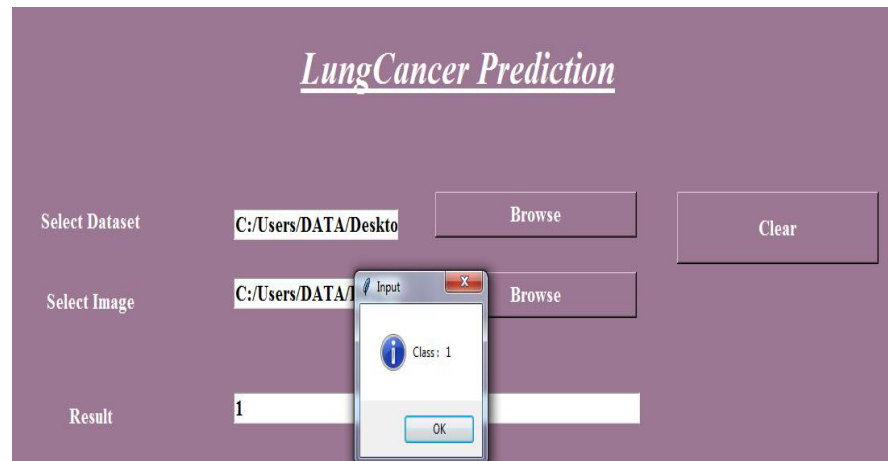 LungCancer Prediction
Select Dataset
C:/Users/DATA/Deskto
Browse
Clear
Select Image
C:/Users/DATA/
Browse
Input
Class : 1
OK
Result
1